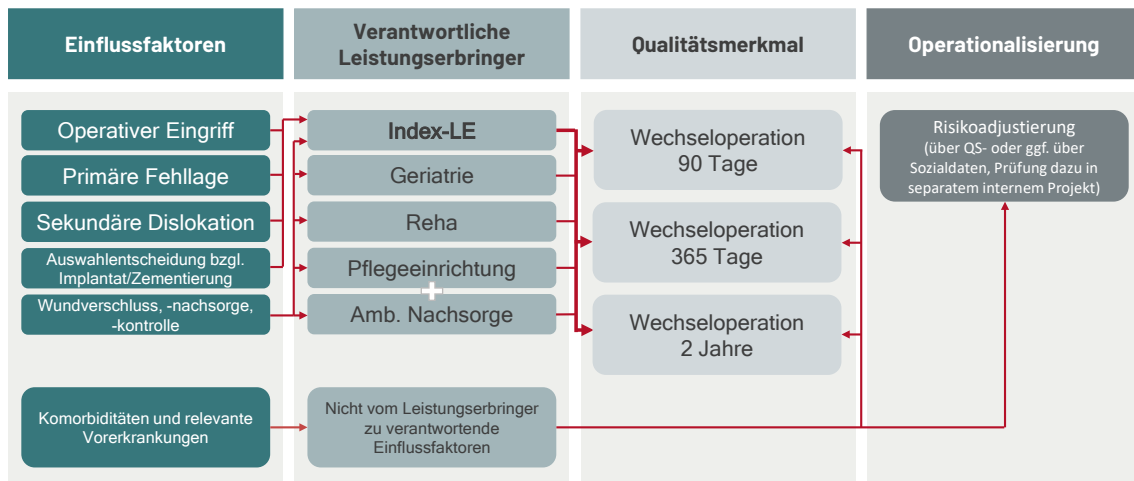 Einflussfaktoren
Verantwortliche
Leistungserbringer
Qualitätsmerkmal
Operationalisierung
Operativer Eingriff
Primäre Fehllage
Sekundäre Dislokation
Auswahlentscheidung bzgl.
Implantat/Zementierung
Wundverschluss, -nachsorge,
-kontrolle
Komorbiditäten und relevante
Vorerkrankungen
Index-LE
Geriatrie
Reha
Pflegeeinrichtung
+
Amb. Nachsorge
Nicht vom Leistungserbringer
zu verantwortende
Einflussfaktoren
Wechseloperation
90 Tage
Wechseloperation
365 Tage
Wechseloperation
2 Jahre
Risikoadjustierung
(über QS- oder ggf. über
Sozialdaten, Prüfung dazu in
separatem internem Projekt)